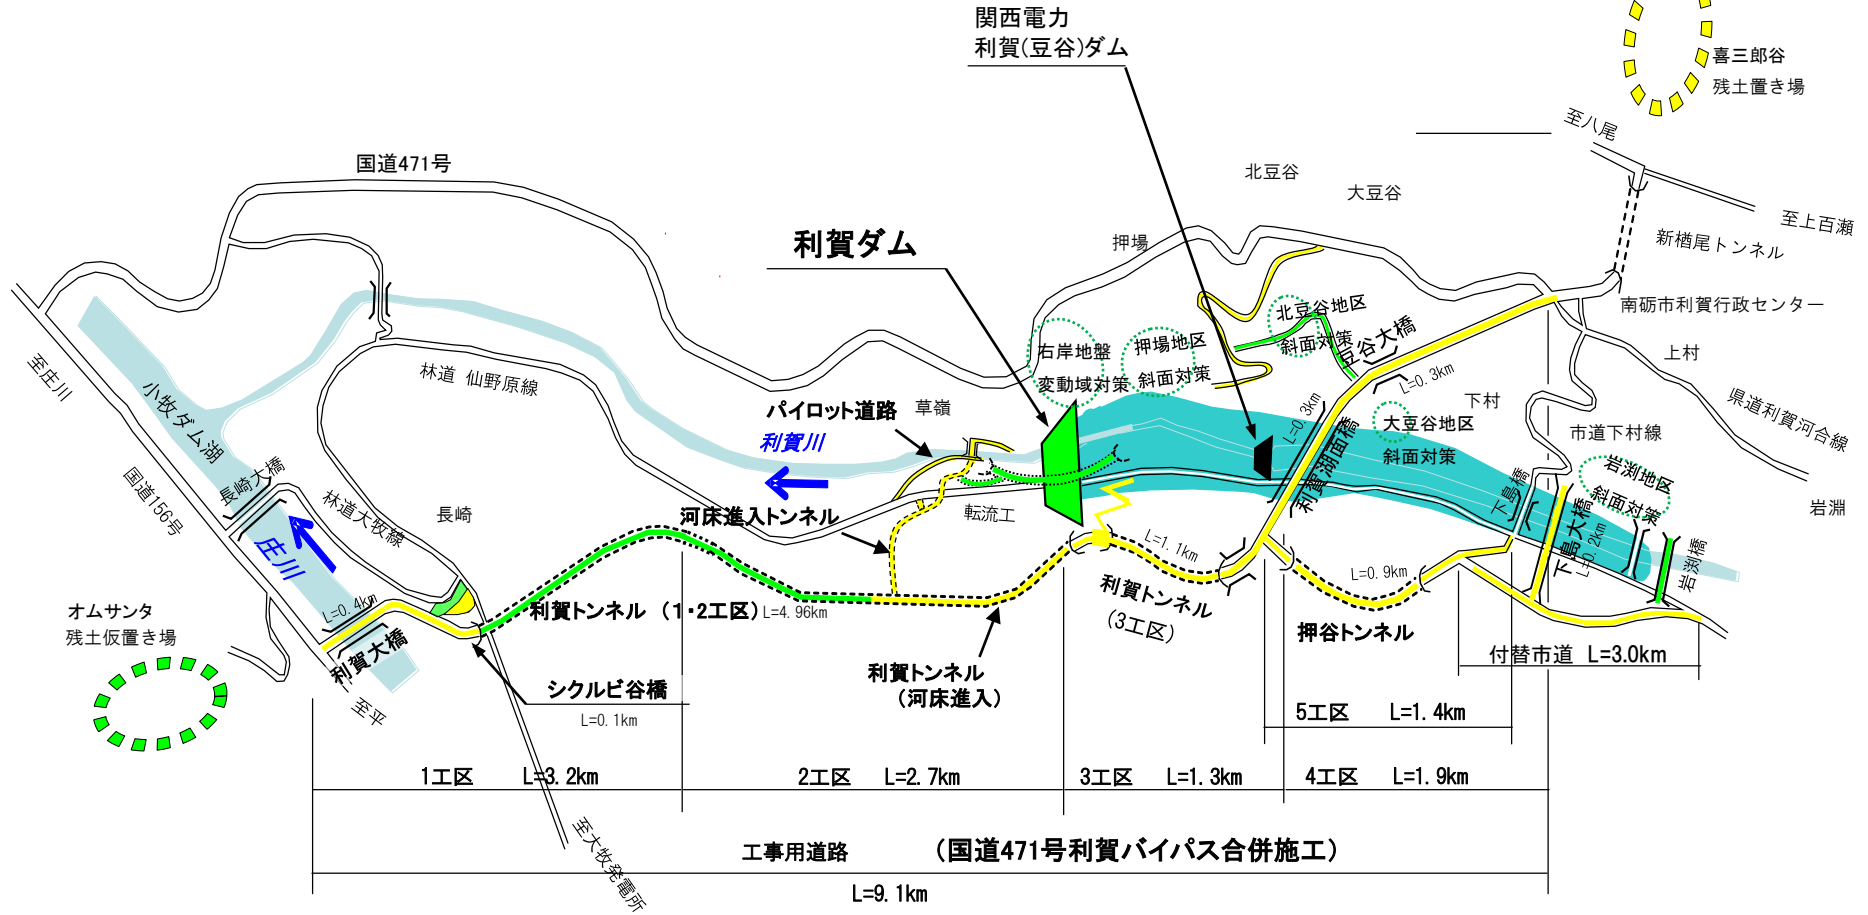 関西電力
利賀(豆谷)ダム
喜三郎谷
残土置き場
至八尾
国道471号
北豆谷
大豆谷
至上百瀬
利賀ダム
押場
新楢尾トンネル
南砺市利賀行政センター
北豆谷地区
斜面対策
豆谷大橋
L=0.3km
右岸地盤
変動域対策
押場地区
斜面対策
上村
県道利賀河合線
至庄川
小牧ダム湖
林道 仙野原線
パイロット道路
草嶺
利賀川
L=0.3km
利賀湖面橋
下村
大豆谷地区
斜面対策
市道下村線
岩渕地区
斜面対策
岩淵
国道156号
長崎大橋
林道大牧線
長崎
河床進入トンネル
転流工
下島橋
下島大橋
L=0.2km
岩渕橋
庄川
L=1.1km
L=0.9km
オムサンタ
残土仮置き場
L=0.4km
利賀大橋
利賀トンネル (1・2工区)
L=4.96km
利賀トンネル
(3工区)
押谷トンネル
付替市道 L=3.0km
利賀トンネル
(河床進入)
シクルビ谷橋
L=0.1km
至平
5工区 L=1.4km
1工区 L=3.2km
2工区 L=2.7km
3工区 L=1.3km
4工区 L=1.9km
至大牧発電所
工事用道路 (国道471号利賀バイパス合併施工)
L=9.1km